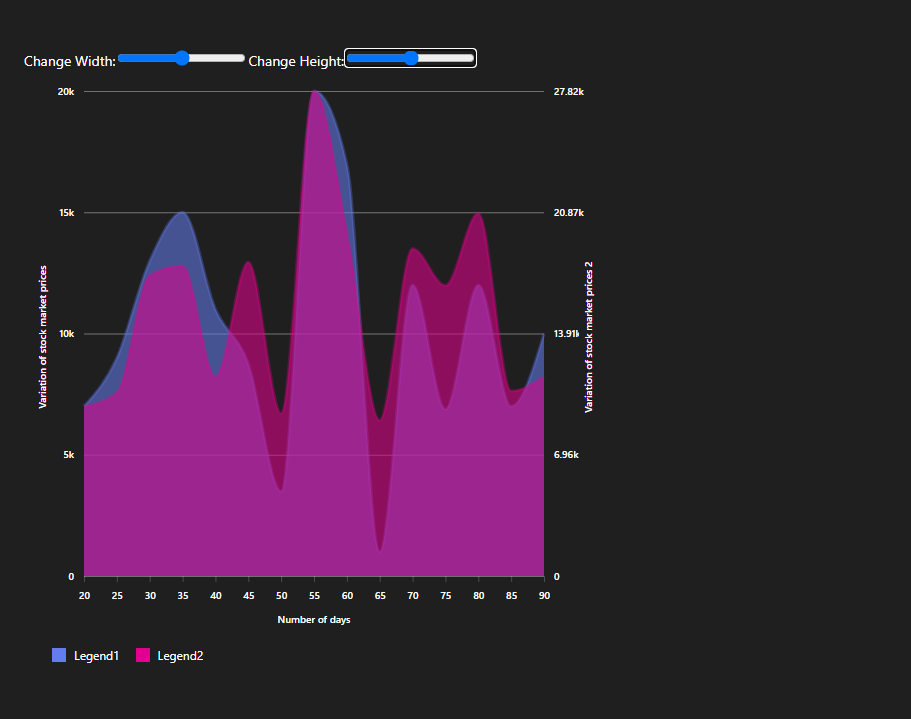 Change Width: Change Height:
20k 27.82k
15k 20.87k
Variation of stock market prices
Variation of stock market prices 2
10k 13.91k
5k 6.96k
0 0
20 25 30 35 40 45 50 55 60 65 70 75 80 85 90
Number of days
Legend1 Legend2